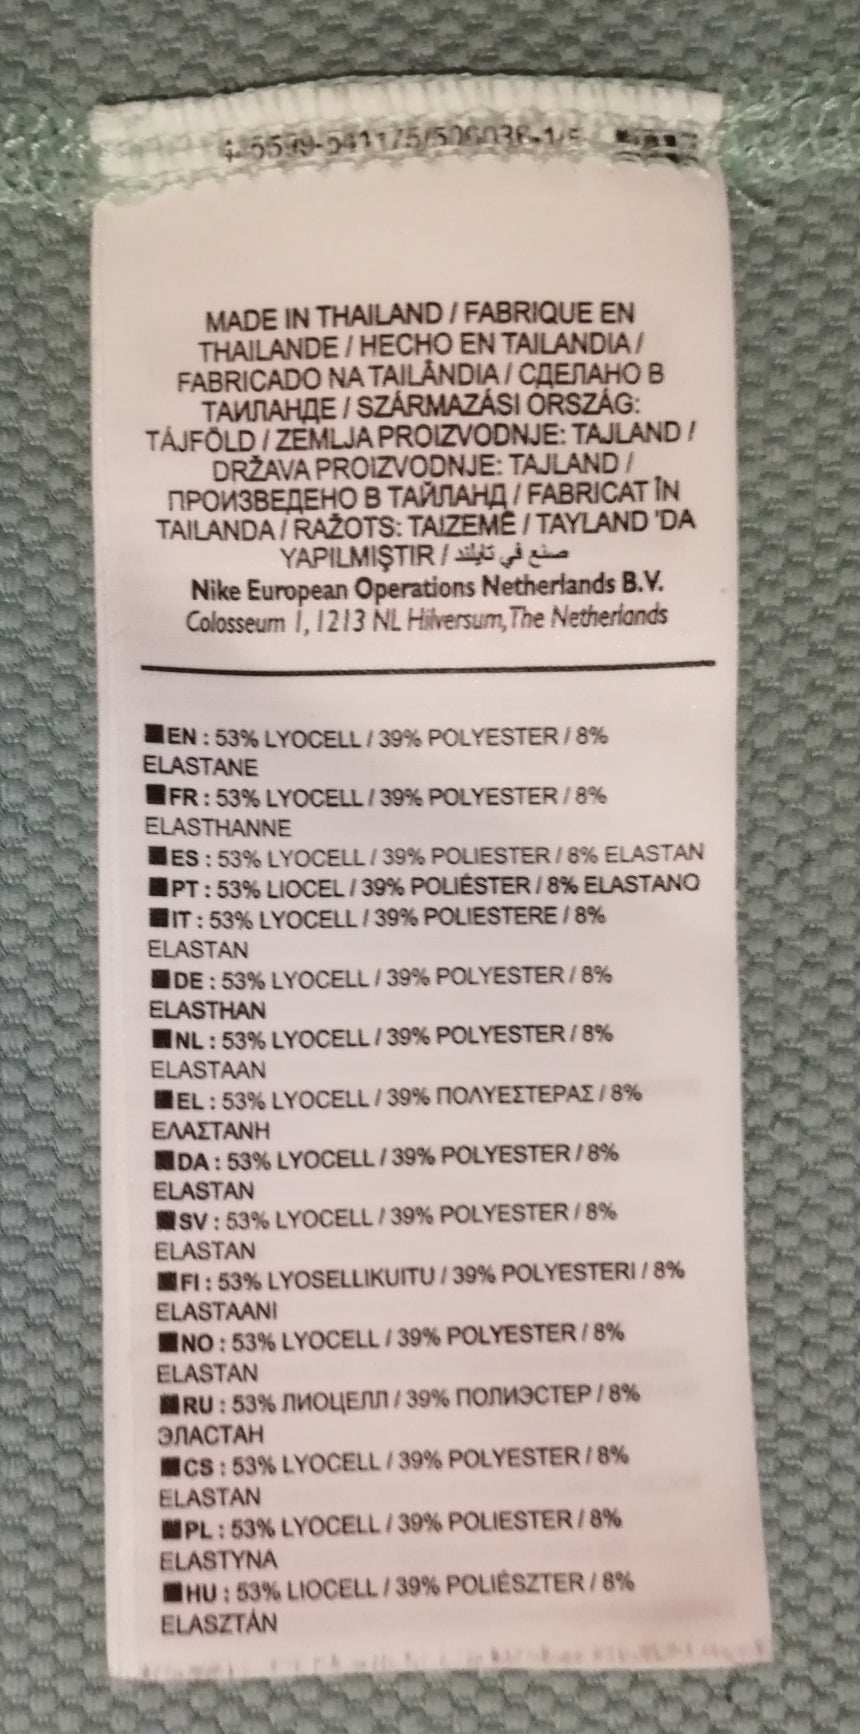 MADE IN THAILAND / FABRIQUE EN
THAILANDE / HECHO EN TAILANDIA /
FABRICADO NA TAILÂNDIA / СДЕЛАНО В
ТАИЛАНДЕ / SZÁRMAZÁSI ORSZÁG:
TÁJFÖLD / ZEMLJA PROIZVODNJE: TAJLAND /
DRŽAVA PROIZVODNJE: TAJLAND /
ПРОИЗВЕДЕНО В ТАЙЛАНД / FABRICAT ÎN
TAILANDA / RAŽOTS: TAIZEME / TAYLAND 'DA
YAPILMIŞTIR / صنع في تايلند
Nike European Operations Netherlands B.V.
Colosseum 1, 1213 NL Hilversum, The Netherlands
EN : 53% LYOCELL / 39% POLYESTER / 8%
ELASTANE
FR : 53% LYOCELL / 39% POLYESTER / 8%
ELASTHANNE
ES : 53% LYOCELL / 39% POLIESTER / 8% ELASTAN
PT : 53% LIOCEL / 39% POLIÉSTER / 8% ELASTANO
IT : 53% LYOCELL / 39% POLIESTERE / 8%
ELASTAN
DE : 53% LYOCELL / 39% POLYESTER / 8%
ELASTHAN
NL : 53% LYOCELL / 39% POLYESTER / 8%
ELASTAAN
EL : 53% LYOCELL / 39% ΠΟΛΥΕΣΤΕΡΑΣ / 8%
ΕΛΑΣΤΑΝΗ
DA : 53% LYOCELL / 39% POLYESTER / 8%
ELASTAN
SV : 53% LYOCELL / 39% POLYESTER / 8%
ELASTAN
FI : 53% LYOSELLIKUITU / 39% POLYESTERI / 8%
ELASTAANI
NO : 53% LYOCELL / 39% POLYESTER / 8%
ELASTAN
RU : 53% ЛИОЦЕЛЛ / 39% ПОЛИЭСТЕР / 8%
ЭЛАСТАН
CS : 53% LYOCELL / 39% POLYESTER / 8%
ELASTAN
PL : 53% LYOCELL / 39% POLIESTER / 8%
ELASTYNA
HU : 53% LIOCELL / 39% POLIÉSZTER / 8%
ELASZTÁN